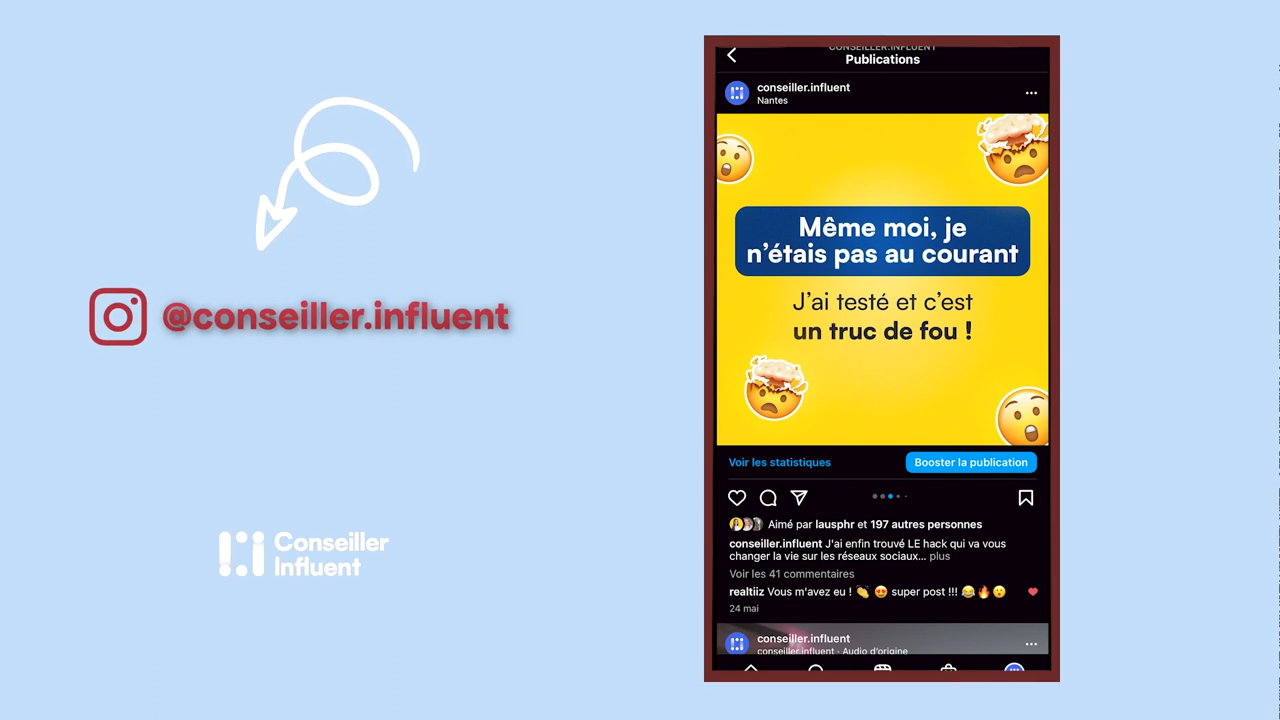 @conseiller.influent
Conseiller
Influent
CONSEILLER.INFLUENT
Publications
conseiller.influent
Nantes
Même moi, je
n'étais pas au courant
J'ai testé et c'est
un truc de fou !
Voir les statistiques
Booster la publication
Aimé par lausphr et 197 autres personnes
conseiller.influent J'ai enfin trouvé LE hack qui va vous
changer la vie sur les réseaux sociaux... plus
Voir les 41 commentaires
realtiiz Vous m'avez eu ! 👏 😍 super post !!! 😂🔥😮
24 mai
conseiller.influent
conseiller.influent · Audio d'origine